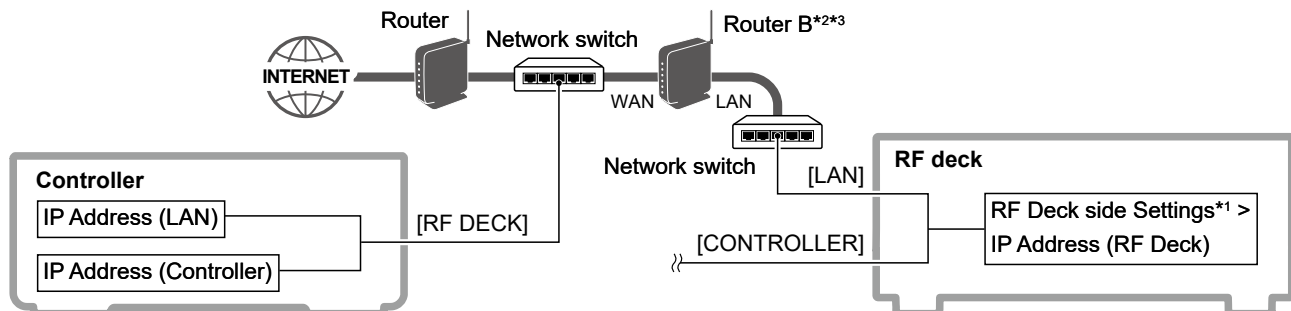 Router
Network switch
Router B*2*3
INTERNET
WAN
LAN
Network switch
Controller
IP Address (LAN)
IP Address (Controller)
[RF DECK]
[LAN]
[CONTROLLER]
RF deck
RF Deck side Settings*1 >
IP Address (RF Deck)